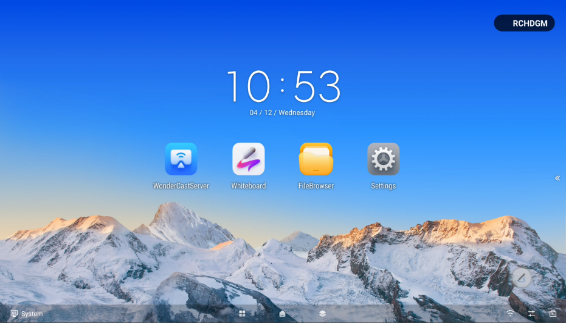 RCHDGM
10:53
04 / 12 / Wednesday
WonderCastServer
Whiteboard
FileBrowser
Settings
System